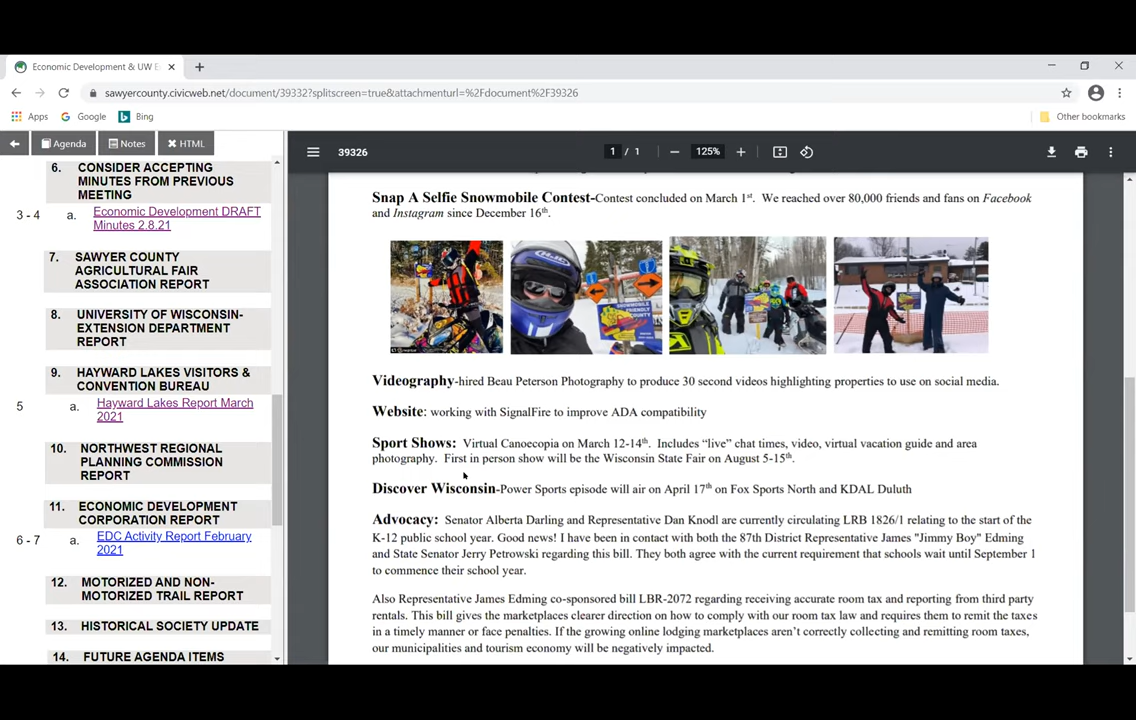 Economic Development & UW E
sawyercounty.civicweb.net/document/39332?splitscreen=true&attachmenturl=%2Fdocument%2F39326
Apps Google Bing Other bookmarks
Agenda Notes HTML
6. CONSIDER ACCEPTING
MINUTES FROM PREVIOUS
MEETING
3 - 4 a. Economic Development DRAFT
Minutes 2.8.21
7. SAWYER COUNTY
AGRICULTURAL FAIR
ASSOCIATION REPORT
8. UNIVERSITY OF WISCONSIN-
EXTENSION DEPARTMENT
REPORT
9. HAYWARD LAKES VISITORS &
CONVENTION BUREAU
5 a. Hayward Lakes Report March
2021
10. NORTHWEST REGIONAL
PLANNING COMMISSION
REPORT
11. ECONOMIC DEVELOPMENT
CORPORATION REPORT
6 - 7 a. EDC Activity Report February
2021
12. MOTORIZED AND NON-
MOTORIZED TRAIL REPORT
13. HISTORICAL SOCIETY UPDATE
14. FUTURE AGENDA ITEMS
39326 1 / 1 125%
Snap A Selfie Snowmobile Contest-Contest concluded on March 1st. We reached over 80,000 friends and fans on Facebook
and Instagram since December 16th.
SNOWMOBILE
FRIENDLY
COUNTY
Videography-hired Beau Peterson Photography to produce 30 second videos highlighting properties to use on social media.
Website: working with SignalFire to improve ADA compatibility
Sport Shows: Virtual Canoecopia on March 12-14th. Includes “live” chat times, video, virtual vacation guide and area
photography. First in person show will be the Wisconsin State Fair on August 5-15th.
Discover Wisconsin-Power Sports episode will air on April 17th on Fox Sports North and KDAL Duluth
Advocacy: Senator Alberta Darling and Representative Dan Knodl are currently circulating LRB 1826/1 relating to the start of the
K-12 public school year. Good news! I have been in contact with both the 87th District Representative James "Jimmy Boy" Edming
and State Senator Jerry Petrowski regarding this bill. They both agree with the current requirement that schools wait until September 1
to commence their school year.
Also Representative James Edming co-sponsored bill LBR-2072 regarding receiving accurate room tax and reporting from third party
rentals. This bill gives the marketplaces clearer direction on how to comply with our room tax law and requires them to remit the taxes
in a timely manner or face penalties. If the growing online lodging marketplaces aren’t correctly collecting and remitting room taxes,
our municipalities and tourism economy will be negatively impacted.